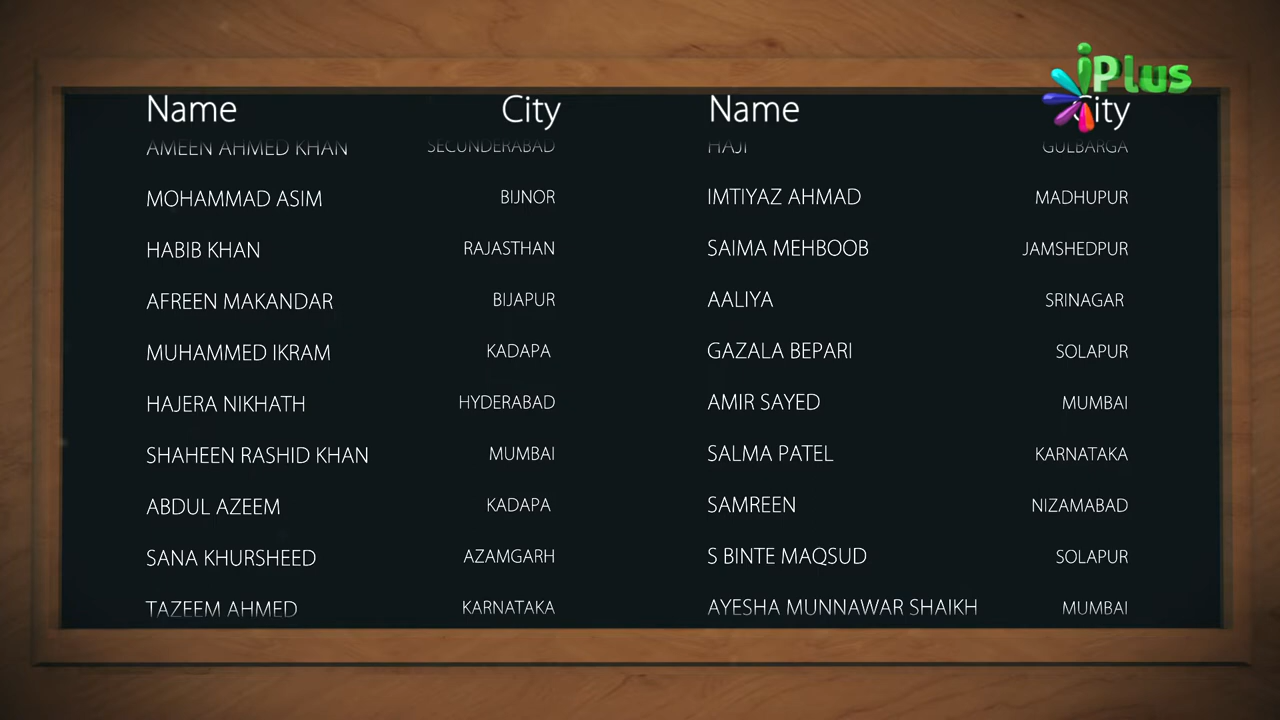 iPlus
Name City Name City
AMEEN AHMED KHAN SECUNDERABAD HAJI GULBARGA
MOHAMMAD ASIM BIJNOR IMTIYAZ AHMAD MADHUPUR
HABIB KHAN RAJASTHAN SAIMA MEHBOOB JAMSHEDPUR
AFREEN MAKANDAR BIJAPUR AALIYA SRINAGAR
MUHAMMED IKRAM KADAPA GAZALA BEPARI SOLAPUR
HAJERA NIKHATH HYDERABAD AMIR SAYED MUMBAI
SHAHEEN RASHID KHAN MUMBAI SALMA PATEL KARNATAKA
ABDUL AZEEM KADAPA SAMREEN NIZAMABAD
SANA KHURSHEED AZAMGARH S BINTE MAQSUD SOLAPUR
TAZEEM AHMED KARNATAKA AYESHA MUNNAWAR SHAIKH MUMBAI